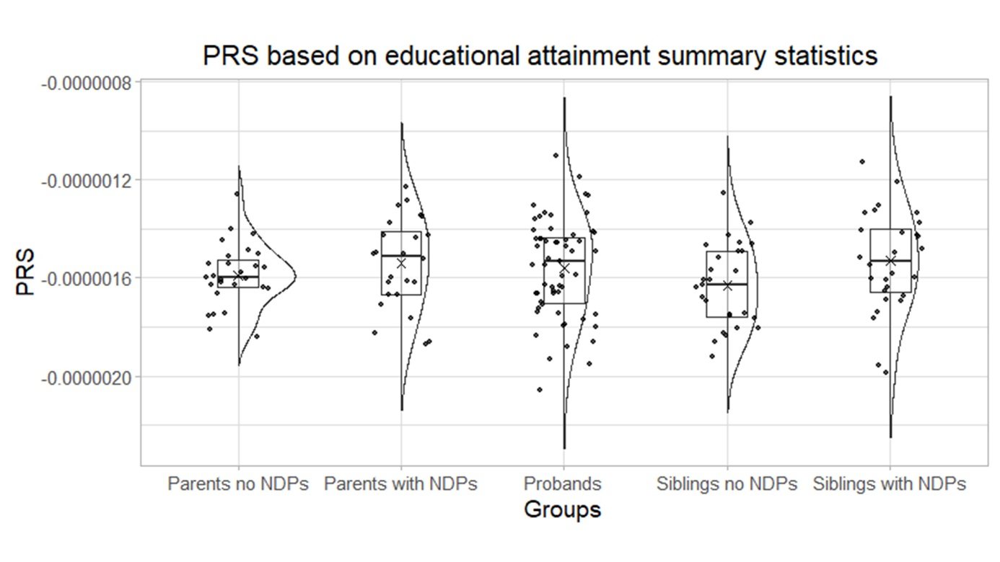 PRS based on educational attainment summary statistics
-0.0000008
-0.0000012
-0.0000016
-0.0000020
PRS
Parents no NDPs
Parents with NDPs
Probands
Siblings no NDPs
Siblings with NDPs
Groups